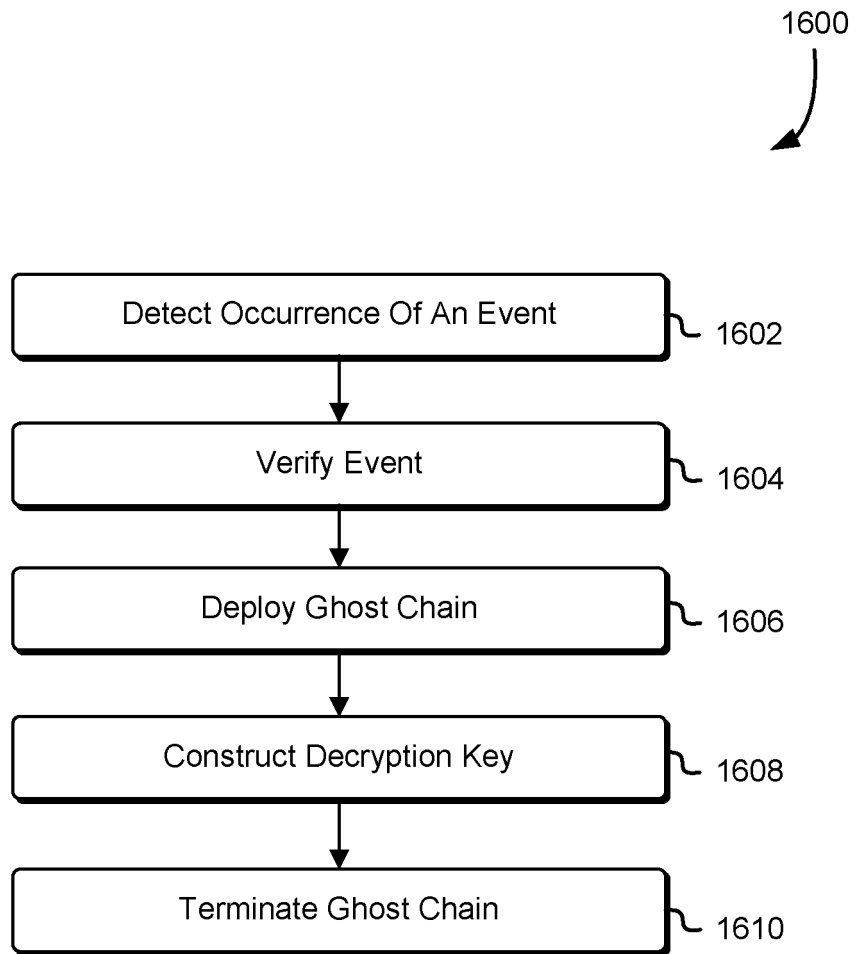 1600
Detect Occurrence Of An Event
1602
Verify Event
1604
Deploy Ghost Chain
1606
Construct Decryption Key
1608
Terminate Ghost Chain
1610